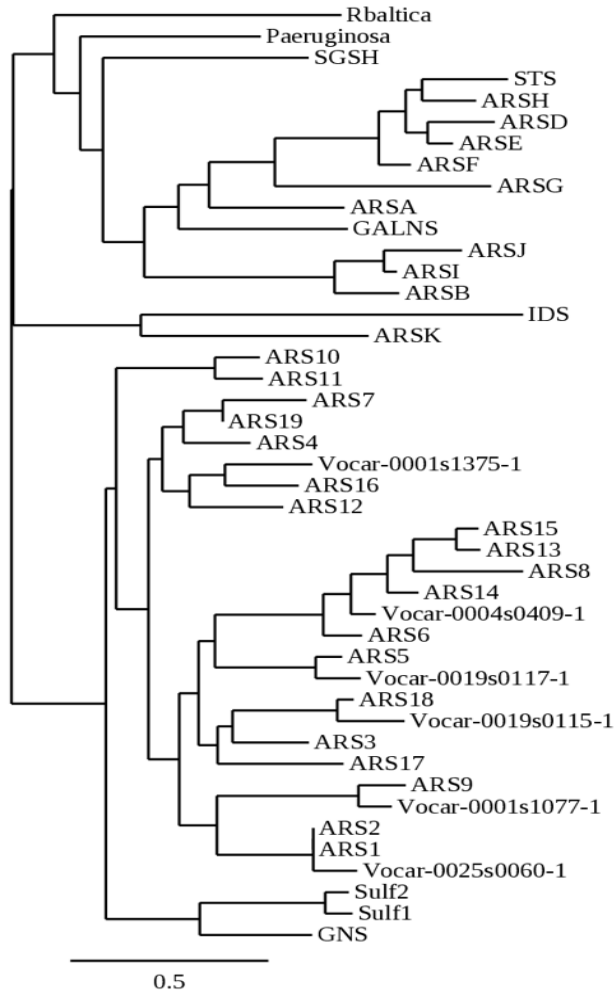 Rbaltica
Paeruginosa
SGSH
STS
ARSH
ARSD
ARSE
ARSF
ARSG
ARSA
GALNS
ARSJ
ARSI
ARSB
IDS
ARSK
ARS10
ARS11
ARS7
ARS19
ARS4
Vocar-0001s1375-1
ARS16
ARS12
ARS15
ARS13
ARS8
ARS14
Vocar-0004s0409-1
ARS6
ARS5
Vocar-0019s0117-1
ARS18
Vocar-0019s0115-1
ARS3
ARS17
ARS9
Vocar-0001s1077-1
ARS2
ARS1
Vocar-0025s0060-1
Sulf2
Sulf1
GNS
0.5